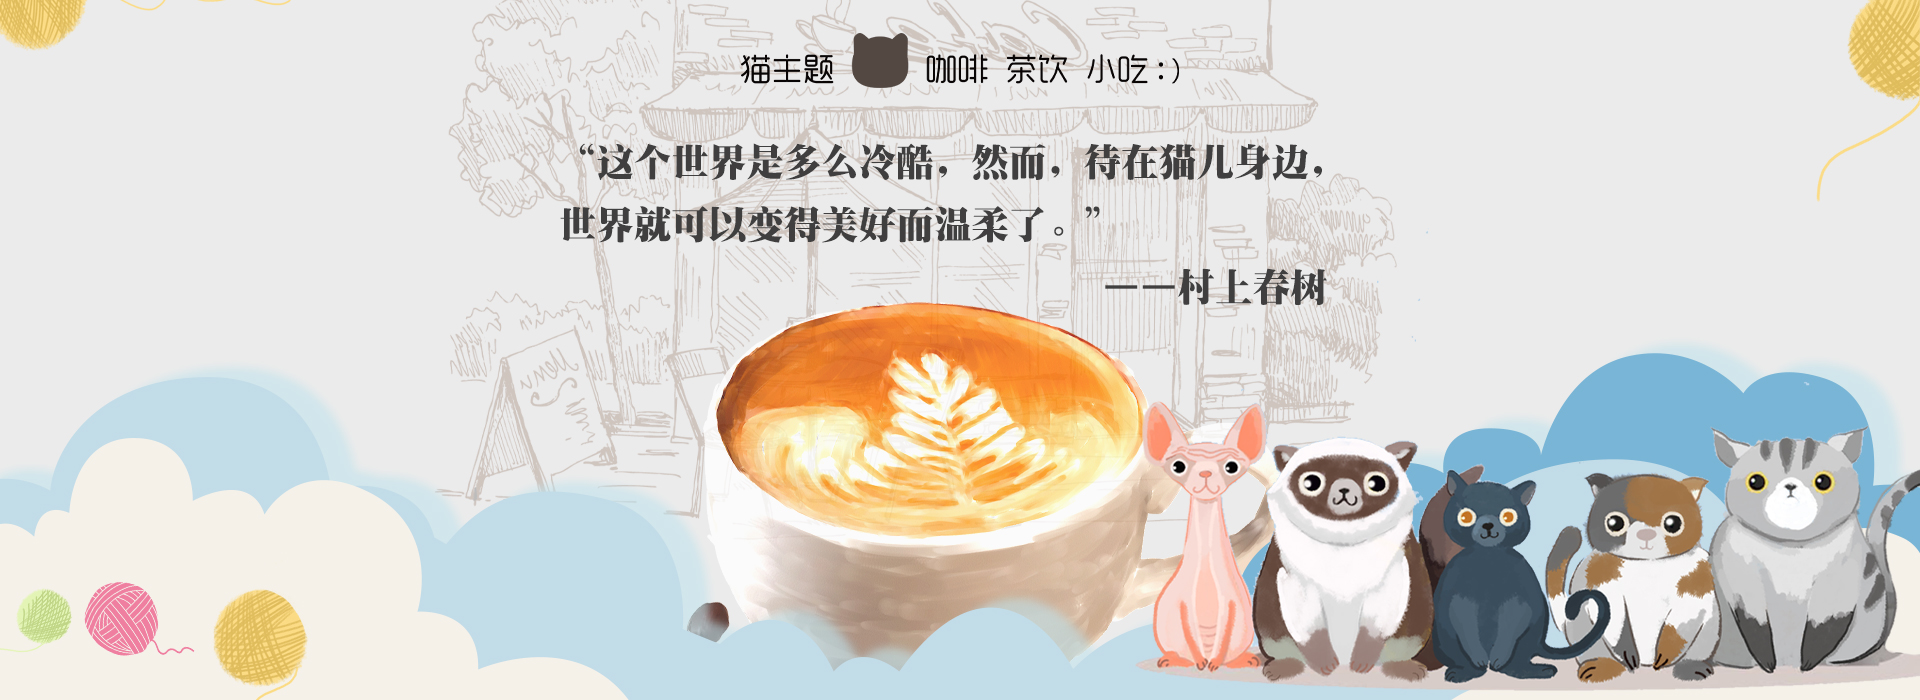 猫主题 咖啡 茶饮 小吃:)
“这个世界是多么冷酷，然而，待在猫儿身边，
世界就可以变得美好而温柔了。”
——村上春树